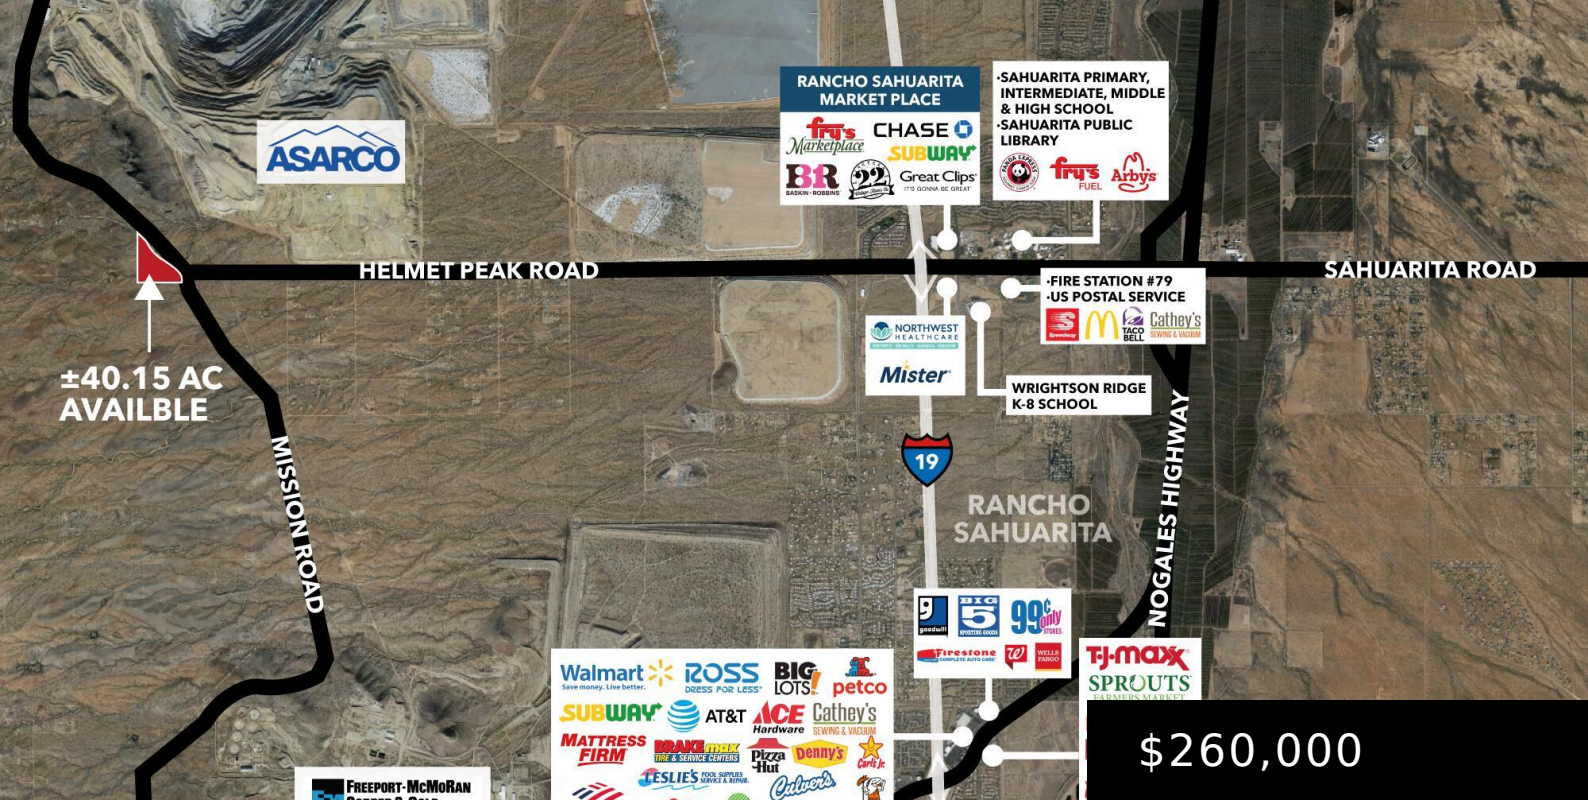 ASARCO
RANCHO SAHUARITA
MARKET PLACE
fry's
Marketplace
CHASE
SUBWAY
BR
BASKIN-ROBBINS
22
Great Clips
IT'S GONNA BE GREAT
·SAHUARITA PRIMARY,
INTERMEDIATE, MIDDLE
& HIGH SCHOOL
·SAHUARITA PUBLIC
LIBRARY
PANDA EXPRESS
fry's
FUEL
Arby's
HELMET PEAK ROAD
SAHUARITA ROAD
·FIRE STATION #79
·US POSTAL SERVICE
Speedway
TACO
BELL
Cathey's
SEWING & VACUUM
NORTHWEST
HEALTHCARE
Mister
WRIGHTSON RIDGE
K-8 SCHOOL
±40.15 AC
AVAILBLE
MISSION ROAD
19
RANCHO
SAHUARITA
NOGALES HIGHWAY
goodwill
BIG
5
SPORTING GOODS
99¢
only
STORES
Firestone
COMPLETE AUTO CARE
W
WELLS
FARGO
T·J·maxx
SPROUTS
FARMERS MARKET
Walmart
Save money. Live better.
ROSS
DRESS FOR LESS
BIG
LOTS!
petco
SUBWAY
AT&T
ACE
Hardware
Cathey's
SEWING & VACUUM
MATTRESS
FIRM
BRAKEmax
TIRE & SERVICE CENTERS
Pizza
Hut
Denny's
Carl's Jr.
LESLIE'S
POOL SUPPLIES
SERVICE & REPAIR
Culver's
FREEPORT-MCMORAN
COPPER & GOLD
$260,000